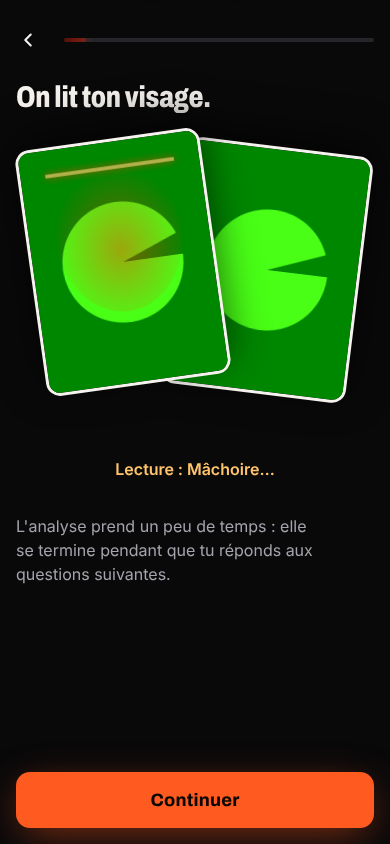 On lit ton visage.
Lecture : Mâchoire...
L'analyse prend un peu de temps : elle
se termine pendant que tu réponds aux
questions suivantes.
Continuer